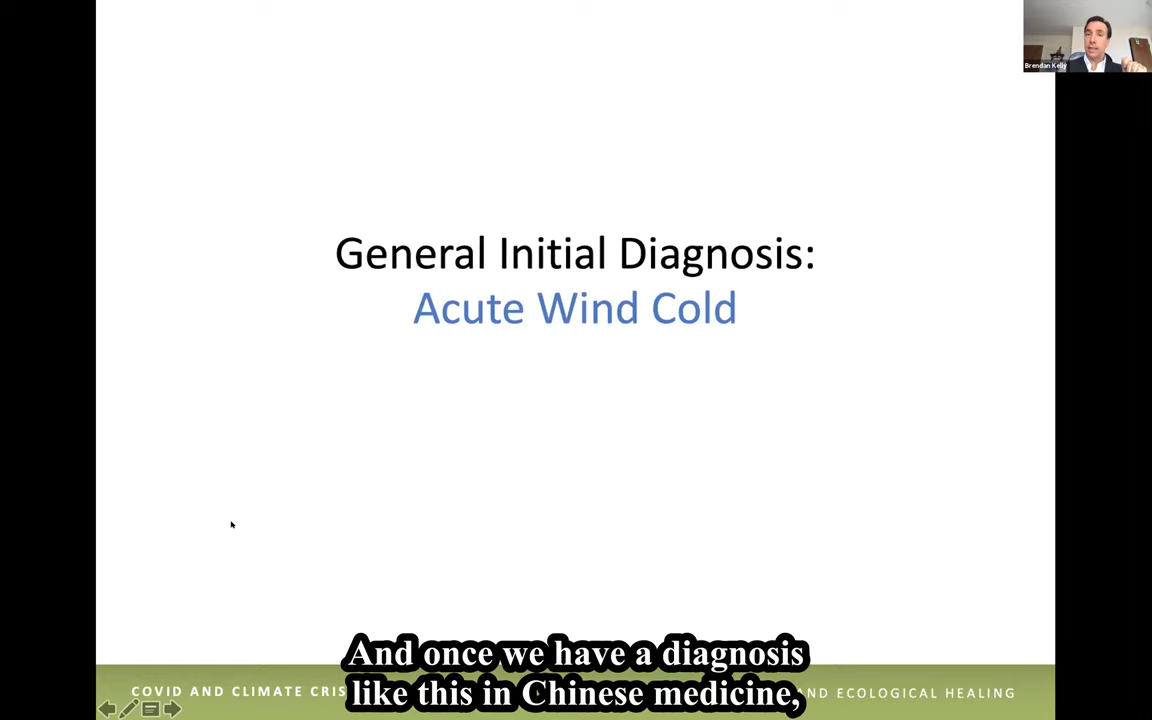 Brendan Kelly
General Initial Diagnosis:
Acute Wind Cold
And once we have a diagnosis
like this in Chinese medicine,
COVID AND CLIMATE CRIS
AND ECOLOGICAL HEALING